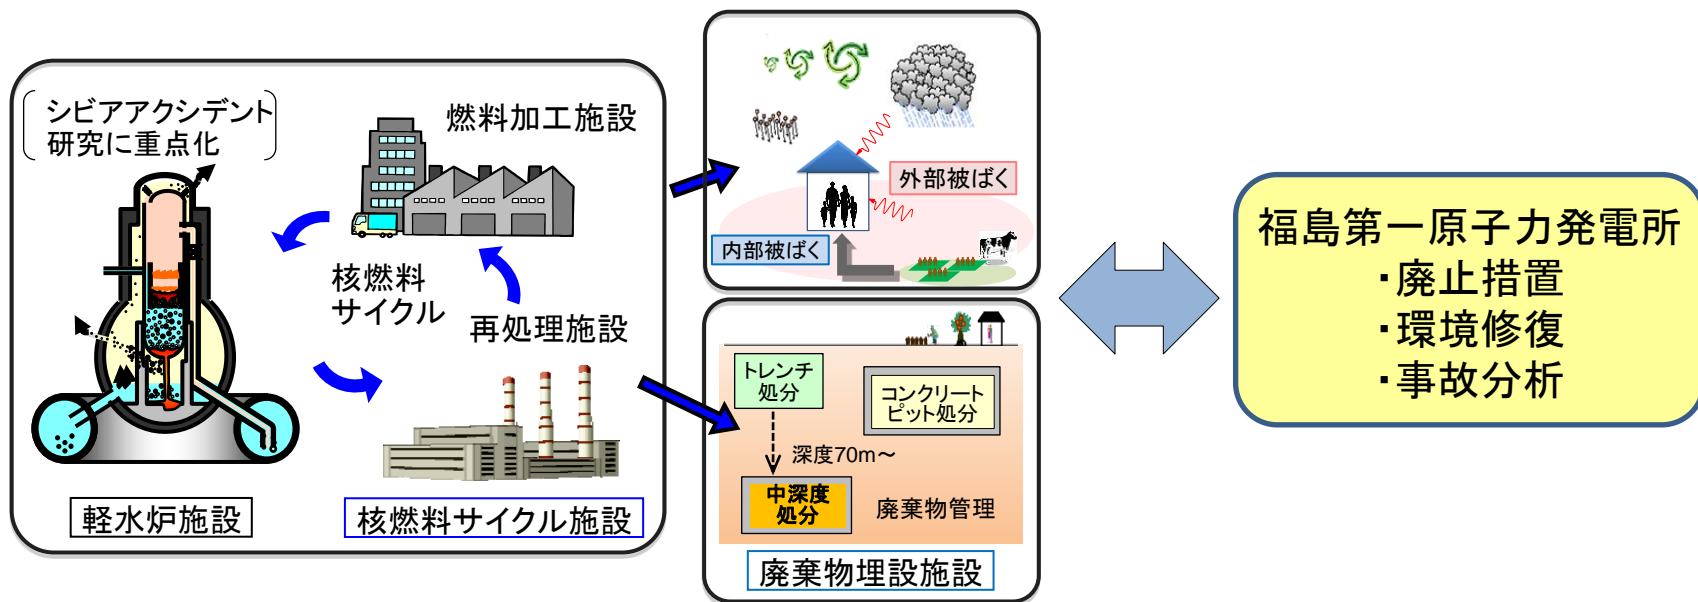 シビアアクシデント
研究に重点化
燃料加工施設
核燃料
サイクル
再処理施設
軽水炉施設
核燃料サイクル施設
外部被ばく
内部被ばく
トレンチ
処分
コンクリート
ピット処分
深度70m～
中深度
処分
廃棄物管理
廃棄物埋設施設
福島第一原子力発電所
・廃止措置
・環境修復
・事故分析